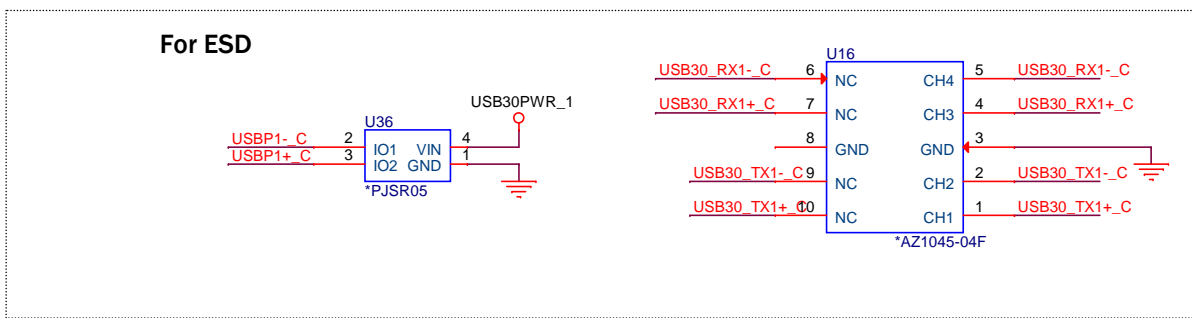 For ESD
U36
USB30PWR_1
USBP1-_C 2 IO1 VIN 4
USBP1+_C 3 IO2 GND 1
*PJSR05
U16
USB30_RX1-_C 6 NC CH4 5 USB30_RX1-_C
USB30_RX1+_C 7 NC CH3 4 USB30_RX1+_C
8 GND GND 3
USB30_TX1-_C 9 NC CH2 2 USB30_TX1-_C
USB30_TX1+_C 10 NC CH1 1 USB30_TX1+_C
*AZ1045-04F